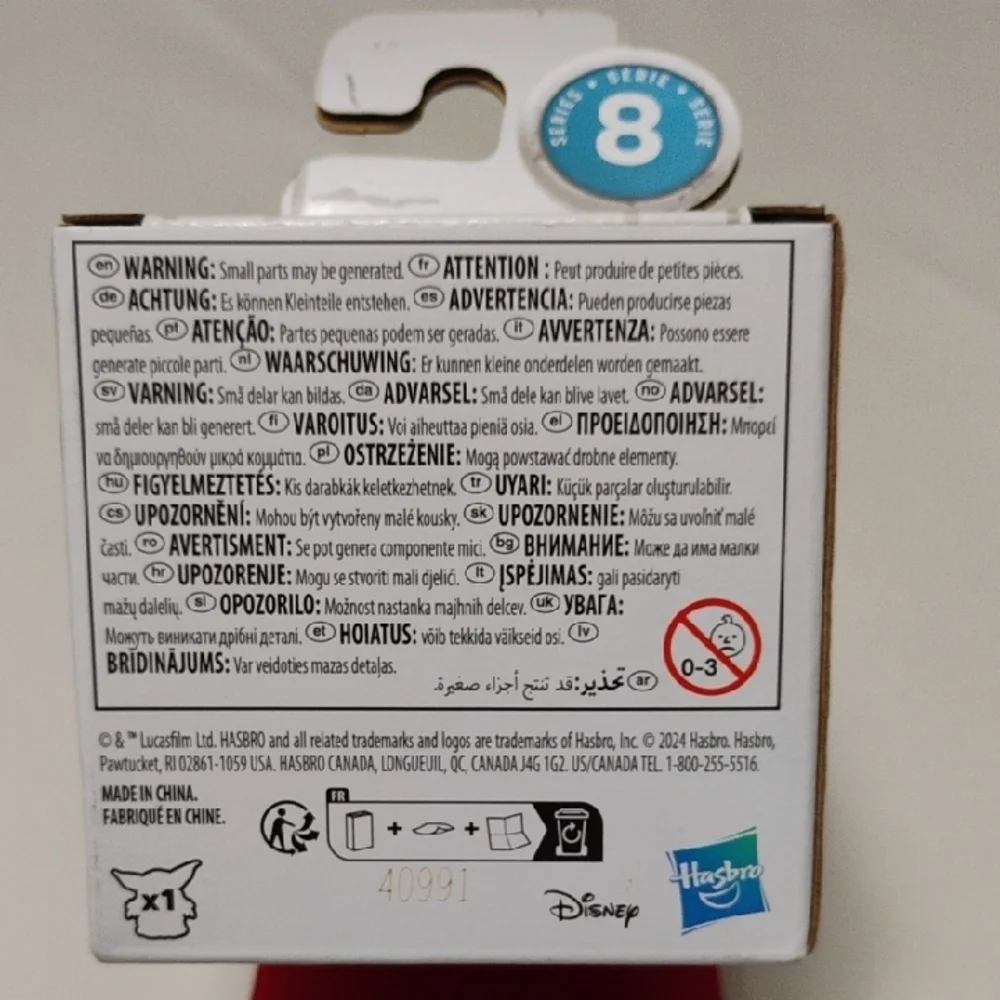 SERIES • SERIE • SÉRIE
8
en WARNING: Small parts may be generated. fr ATTENTION : Peut produire de petites pièces.
de ACHTUNG: Es können Kleinteile entstehen. es ADVERTENCIA: Pueden producirse piezas
pequeñas. pt ATENÇÃO: Partes pequenas podem ser geradas. it AVVERTENZA: Possono essere
generate piccole parti. nl WAARSCHUWING: Er kunnen kleine onderdelen worden gemaakt.
sv VARNING: Små delar kan bildas. da ADVARSEL: Små dele kan blive lavet. no ADVARSEL:
små deler kan bli generert. fi VAROITUS: Voi aiheuttaa pieniä osia. el ΠΡΟΕΙΔΟΠΟΙΗΣΗ: Μπορεί
να δημιουργηθούν μικρά κομμάτια. pl OSTRZEŻENIE: Mogą powstawać drobne elementy.
hu FIGYELMEZTETÉS: Kis darabkák keletkezhetnek. tr UYARI: Küçük parçalar oluşturulabilir.
cs UPOZORNĚNÍ: Mohou být vytvořeny malé kousky. sk UPOZORNENIE: Môžu sa uvoľniť malé
časti. ro AVERTISMENT: Se pot genera componente mici. bg ВНИМАНИЕ: Може да има малки
части. hr UPOZORENJE: Mogu se stvoriti mali djelići. lt ĮSPĖJIMAS: gali pasidaryti
mažų dalelių. sl OPOZORILO: Možnost nastanka majhnih delcev. uk УВАГА:
Можуть виникати дрібні деталі. et HOIATUS: võib tekkida väikseid osi. lv
BRĪDINĀJUMS: Var veidoties mazas detaļas.
ar تحذير: قد تنتج أجزاء صغيرة.
0-3
© & ™ Lucasfilm Ltd. HASBRO and all related trademarks and logos are trademarks of Hasbro, Inc. © 2024 Hasbro. Hasbro,
Pawtucket, RI 02861-1059 USA. HASBRO CANADA, LONGUEUIL, QC, CANADA J4G 1G2. US/CANADA TEL. 1-800-255-5516.
MADE IN CHINA.
FABRIQUÉ EN CHINE.
FR
+ +
x1
40991
Disney
Hasbro